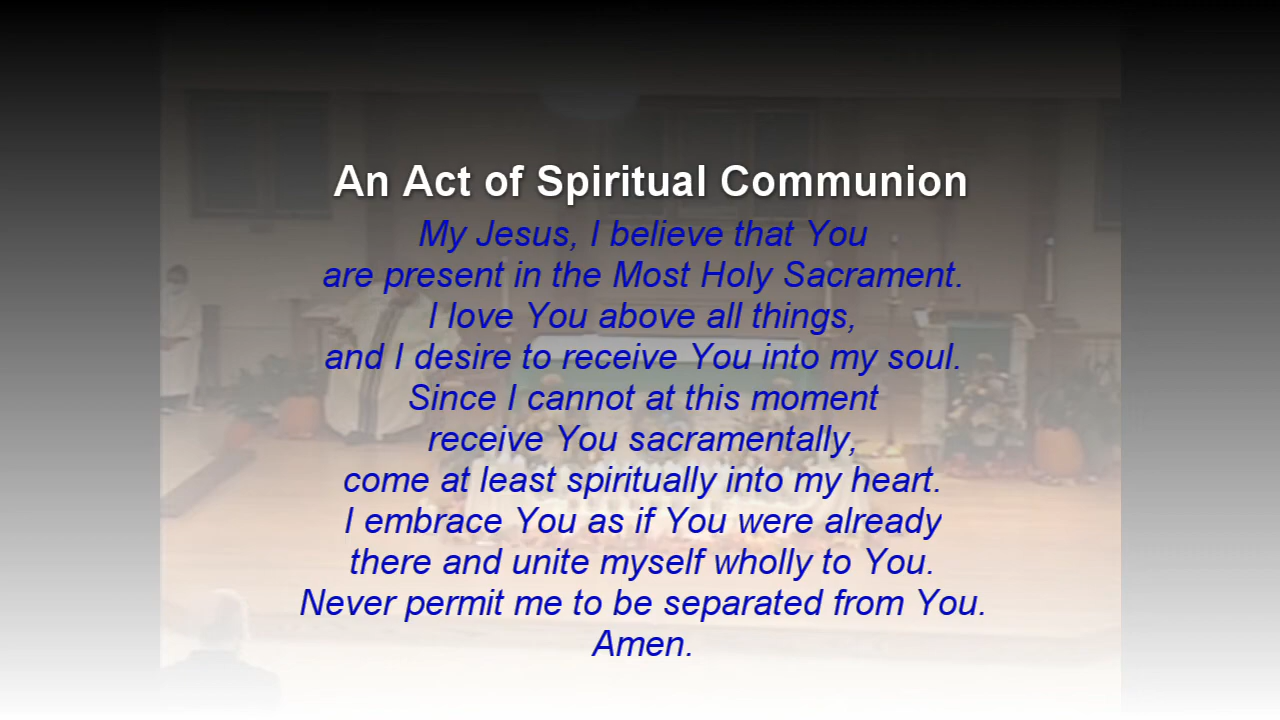 An Act of Spiritual Communion
My Jesus, I believe that You
are present in the Most Holy Sacrament.
I love You above all things,
and I desire to receive You into my soul.
Since I cannot at this moment
receive You sacramentally,
come at least spiritually into my heart.
I embrace You as if You were already
there and unite myself wholly to You.
Never permit me to be separated from You.
Amen.